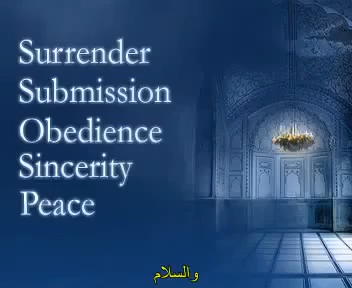 Surrender
Submission
Obedience
Sincerity
Peace
والسلام